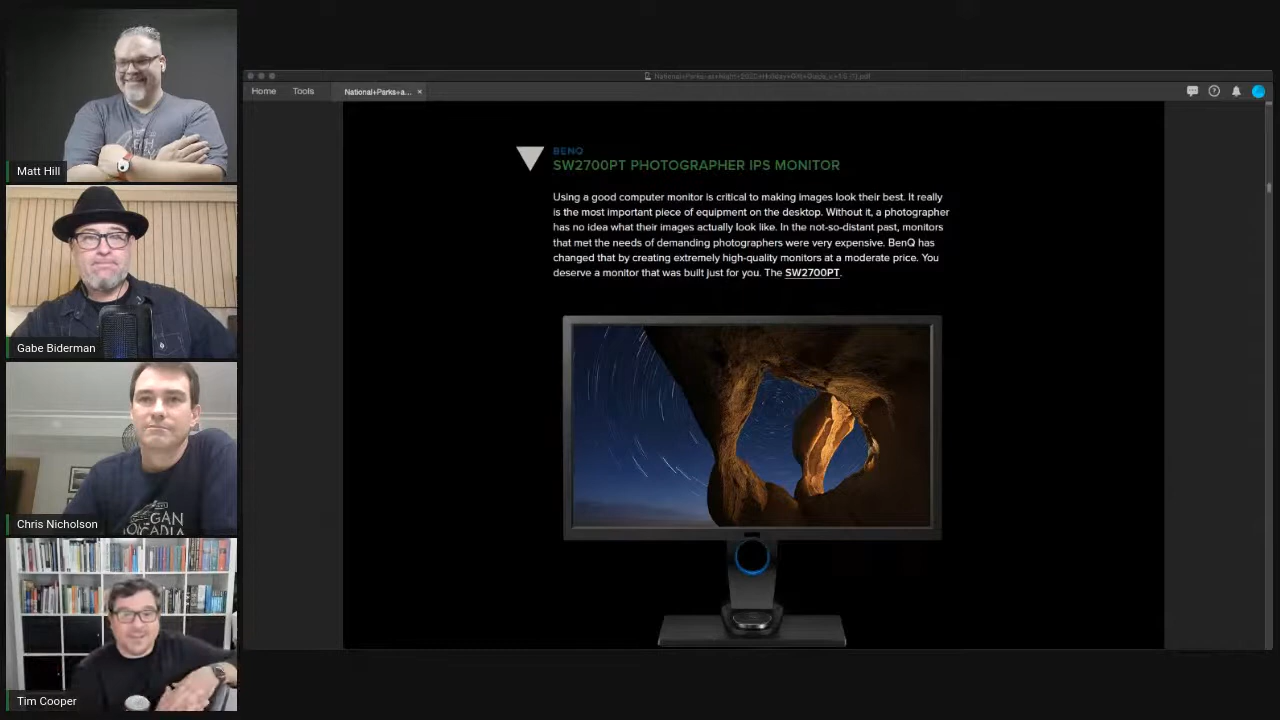 Matt Hill
Gabe Biderman
Chris Nicholson
GAN
CADIA
Tim Cooper
Home
Tools
National+Parks+a...
×
BENQ
SW2700PT PHOTOGRAPHER IPS MONITOR
Using a good computer monitor is critical to making images look their best. It really
is the most important piece of equipment on the desktop. Without it, a photographer
has no idea what their images actually look like. In the not-so-distant past, monitors
that met the needs of demanding photographers were very expensive. BenQ has
changed that by creating extremely high-quality monitors at a moderate price. You
deserve a monitor that was built just for you. The SW2700PT.